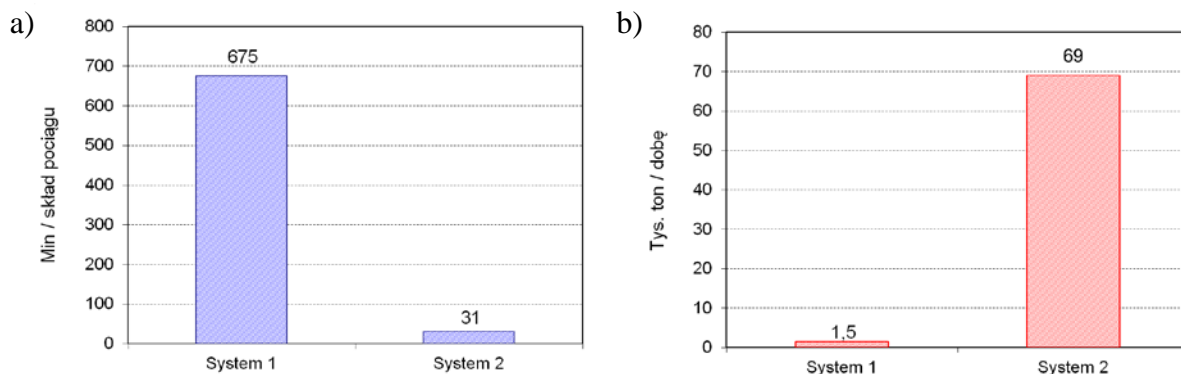 a)
800
700
600
500
400
300
200
100
0
Min / skład pociągu
675
31
System 1
System 2
b)
80
70
60
50
40
30
20
10
0
Tys. ton / dobę
1,5
69
System 1
System 2